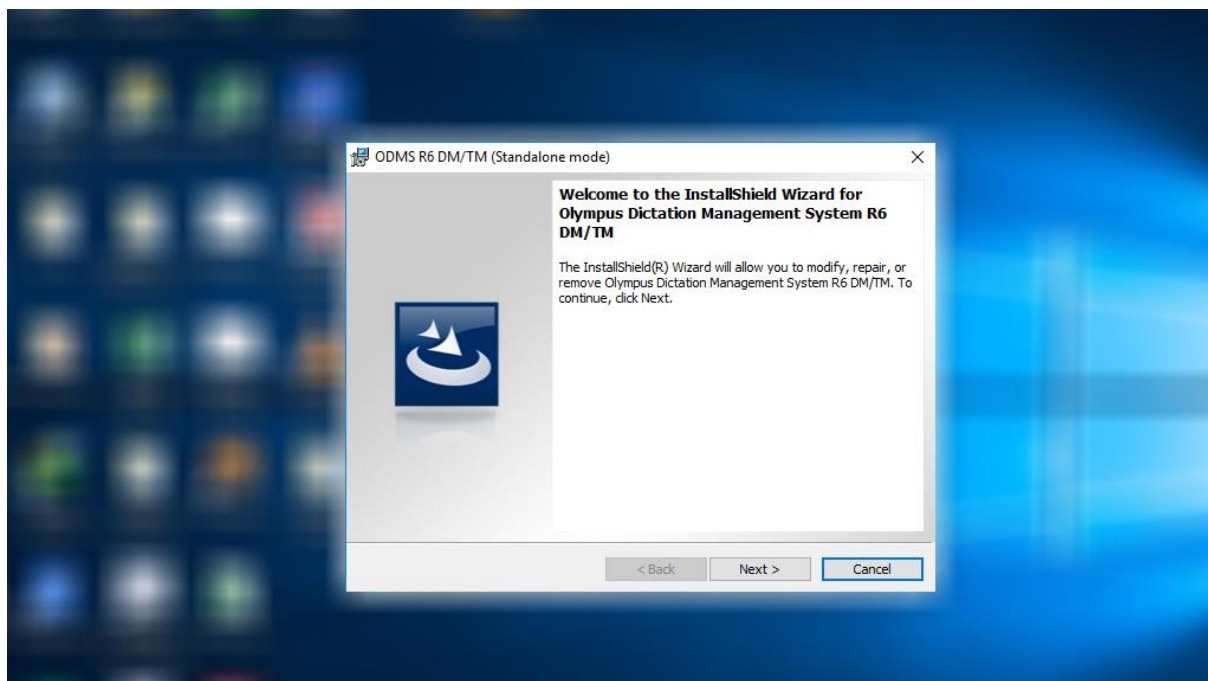 ODMS R6 DM/TM (Standalone mode)
Welcome to the InstallShield Wizard for
Olympus Dictation Management System R6
DM/TM
The InstallShield(R) Wizard will allow you to modify, repair, or
remove Olympus Dictation Management System R6 DM/TM. To
continue, click Next.
< Back Next > Cancel